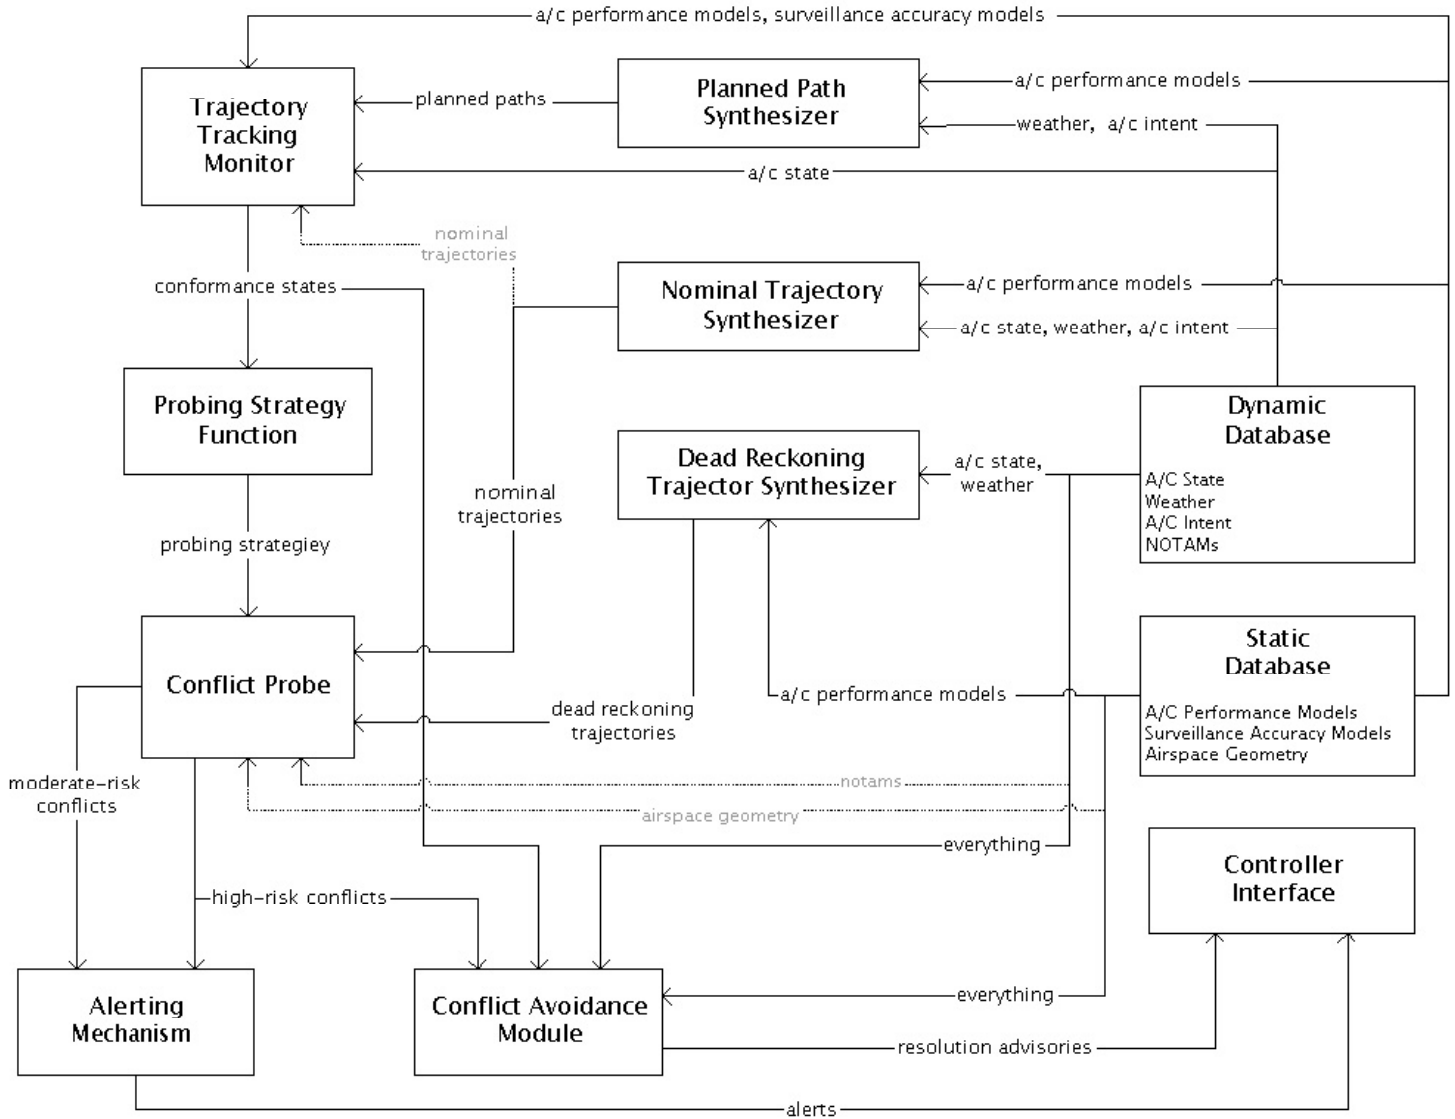 a/c performance models, surveillance accuracy models
Trajectory
Tracking
Monitor
planned paths
Planned Path
Synthesizer
a/c performance models
weather, a/c intent
a/c state
nominal
trajectories
conformance states
Nominal Trajectory
Synthesizer
a/c performance models
a/c state, weather, a/c intent
Probing Strategy
Function
Dynamic
Database
A/C State
Weather
A/C Intent
NOTAMs
Dead Reckoning
Trajector Synthesizer
a/c state,
weather
nominal
trajectories
probing strategiey
Conflict Probe
Static
Database
A/C Performance Models
Surveillance Accuracy Models
Airspace Geometry
a/c performance models
dead reckoning
trajectories
moderate-risk
conflicts
notams
airspace geometry
everything
Controller
Interface
high-risk conflicts
Alerting
Mechanism
Conflict Avoidance
Module
everything
resolution advisories
alerts